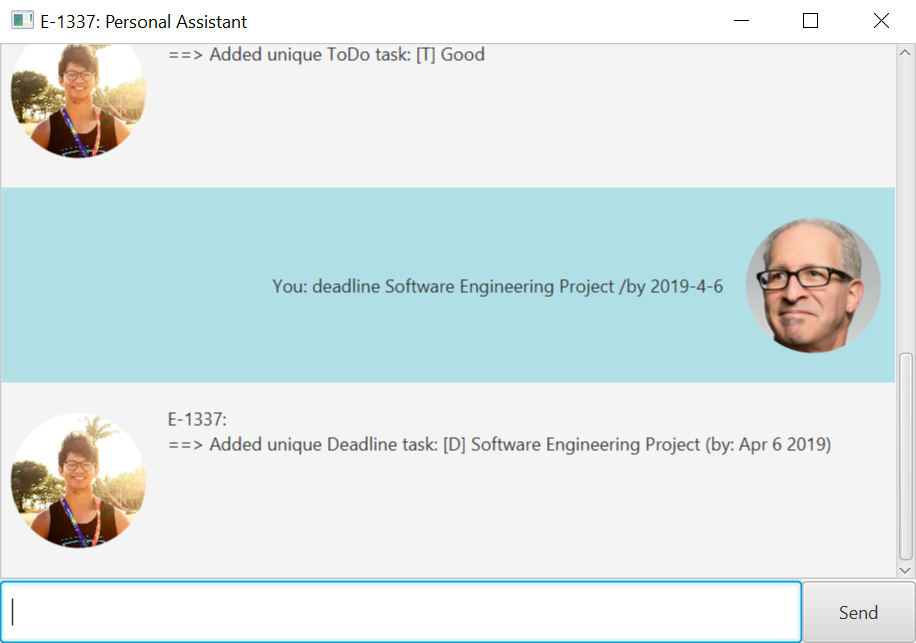 E-1337: Personal Assistant
==> Added unique ToDo task: [T] Good
You: deadline Software Engineering Project /by 2019-4-6
E-1337:
==> Added unique Deadline task: [D] Software Engineering Project (by: Apr 6 2019)
Send